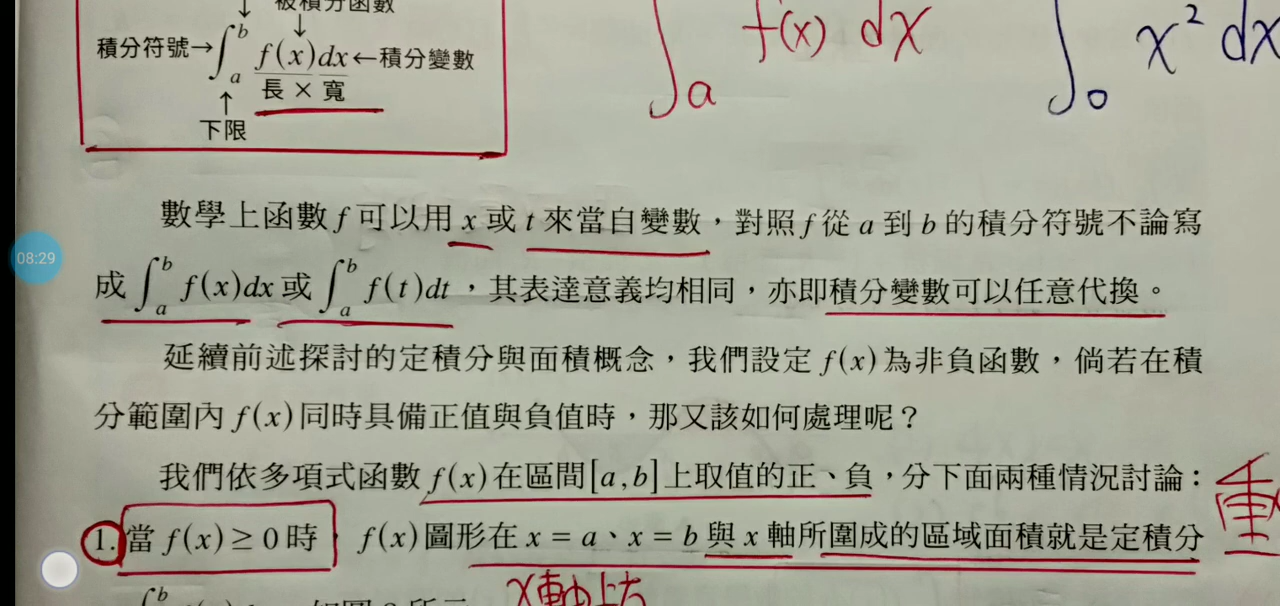 被積分函數
積分符號→∫_a^b f(x)dx←積分變數
長 × 寬
下限
∫_a f(x) dx
∫_0 x² dx
數學上函數 f 可以用 x 或 t 來當自變數，對照 f 從 a 到 b 的積分符號不論寫
成 ∫_a^b f(x)dx 或 ∫_a^b f(t)dt，其表達意義均相同，亦即積分變數可以任意代換。
08:29
延續前述探討的定積分與面積概念，我們設定 f(x) 為非負函數，倘若在積
分範圍內 f(x) 同時具備正值與負值時，那又該如何處理呢？
我們依多項式函數 f(x) 在區間[a,b]上取值的正、負，分下面兩種情況討論：
重
1. 當 f(x) ≥ 0 時，f(x) 圖形在 x = a、x = b 與 x 軸所圍成的區域面積就是定積分
x軸上方